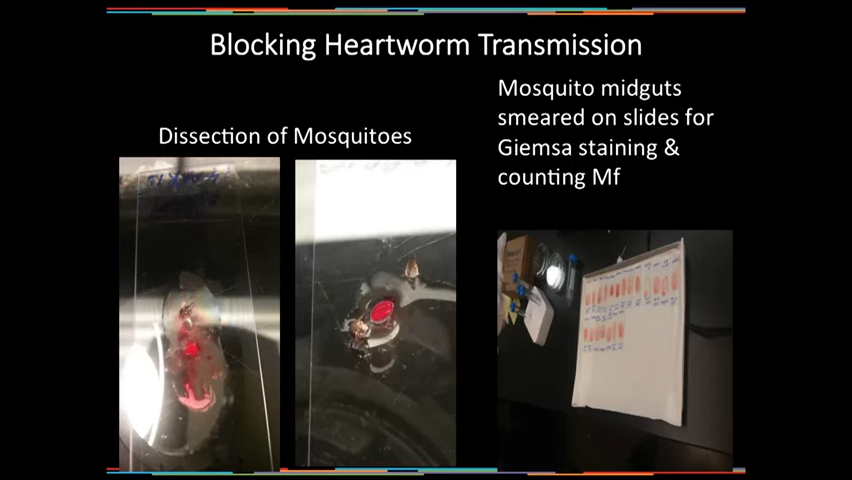 Blocking Heartworm Transmission
Dissection of Mosquitoes
Mosquito midguts
smeared on slides for
Giemsa staining &
counting Mf